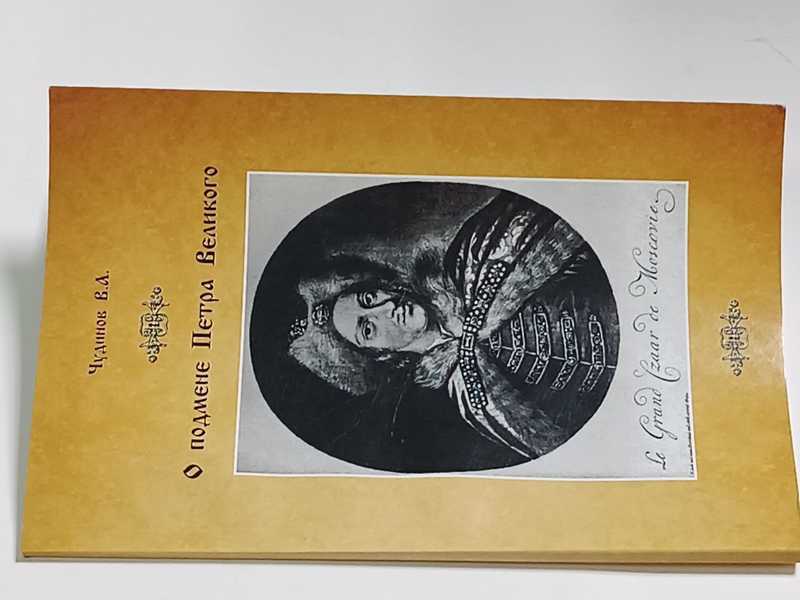 Чудинов В.А.
О подмене Петра Великого
Le Grand Czaar de Moscovie.